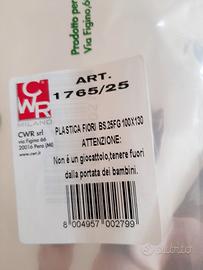 Prodotto per
Via Figino,6
ART.
1765/25
CWR
MILANO
CWR srl
via Figino 66
20016 Pero (MI)
www.cwr.it
PLASTICA FIORI BS.25FG 100X130
ATTENZIONE:
Non é un giocattolo,tenere fuori
dalla portata dei bambini.
8 004957 002799
subito